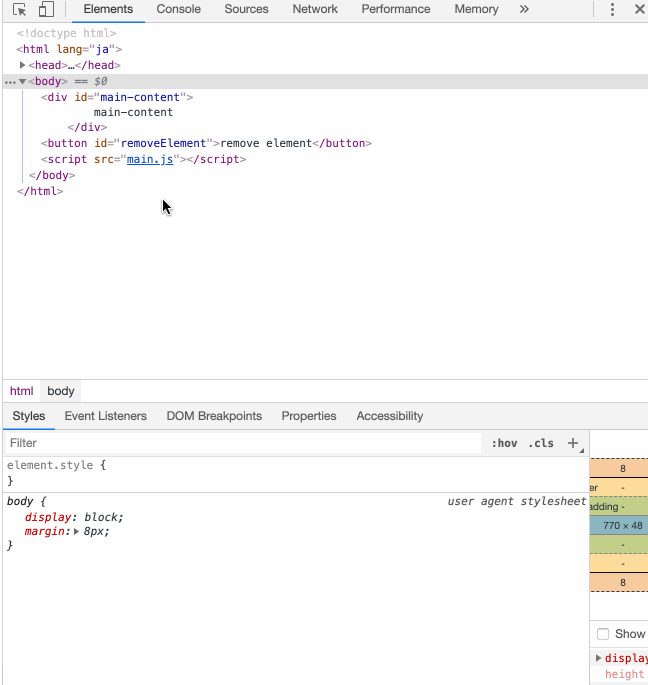 Elements Console Sources Network Performance Memory »
<!doctype html>
<html lang="ja">
<head>…</head>
<body> == $0
<div id="main-content">
main-content
</div>
<button id="removeElement">remove element</button>
<script src="main.js"></script>
</body>
</html>
html body
Styles Event Listeners DOM Breakpoints Properties Accessibility
Filter :hov .cls +
element.style {
}
body { user agent stylesheet
display: block;
margin: 8px;
}
8
er -
adding -
770 × 48
-
-
8
Show
display
height